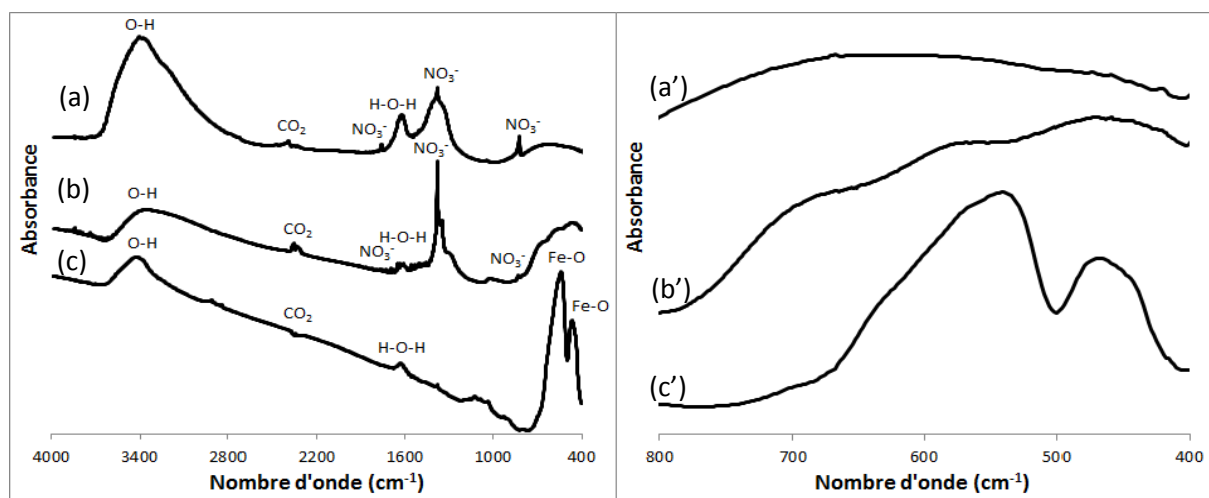 O-H
NO₃⁻
(a)
H-O-H
CO₂
NO₃⁻
NO₃⁻
NO₃⁻
(b)
O-H
CO₂
H-O-H
NO₃⁻
NO₃⁻
(c)
O-H
Fe-O
Fe-O
CO₂
H-O-H
Absorbance
4000 3400 2800 2200 1600 1000 400
Nombre d'onde (cm⁻¹)
(a')
(b')
(c')
Absorbance
800 700 600 500 400
Nombre d'onde (cm⁻¹)